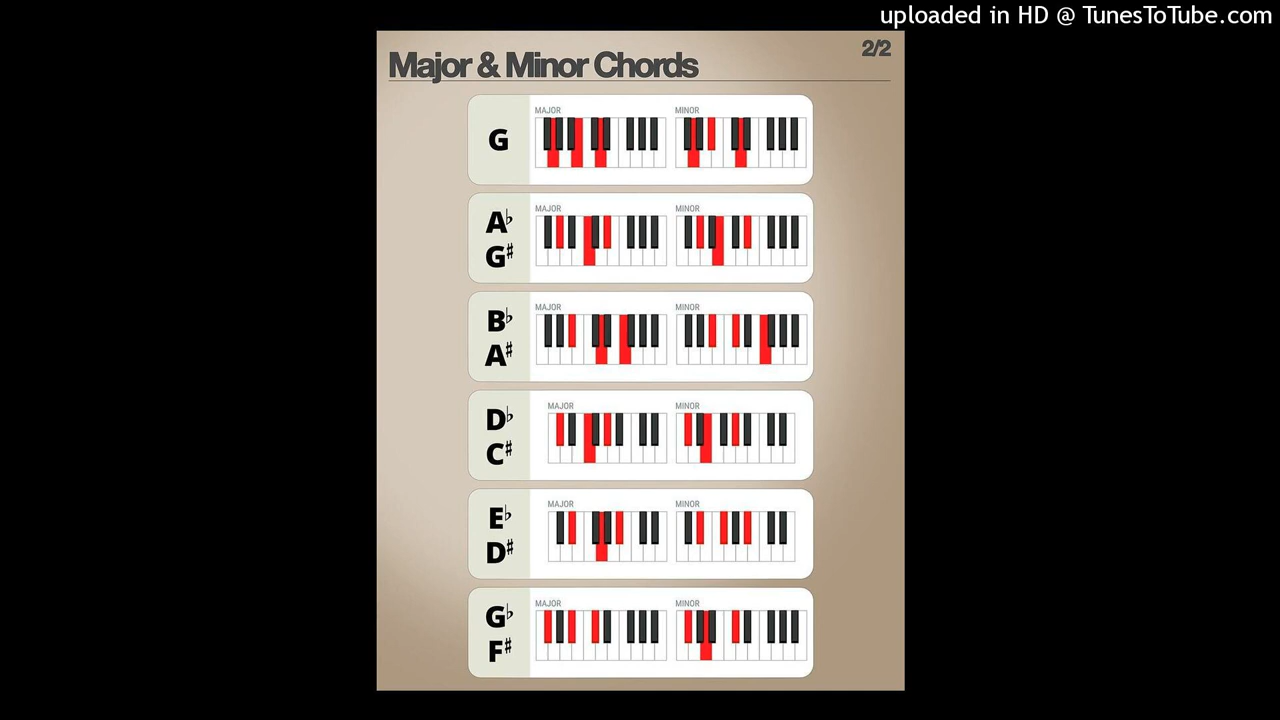 uploaded in HD @ TunesToTube.com
2/2
Major & Minor Chords
MAJOR MINOR
G
MAJOR MINOR
A♭
G♯
MAJOR MINOR
B♭
A♯
MAJOR MINOR
D♭
C♯
MAJOR MINOR
E♭
D♯
MAJOR MINOR
G♭
F♯